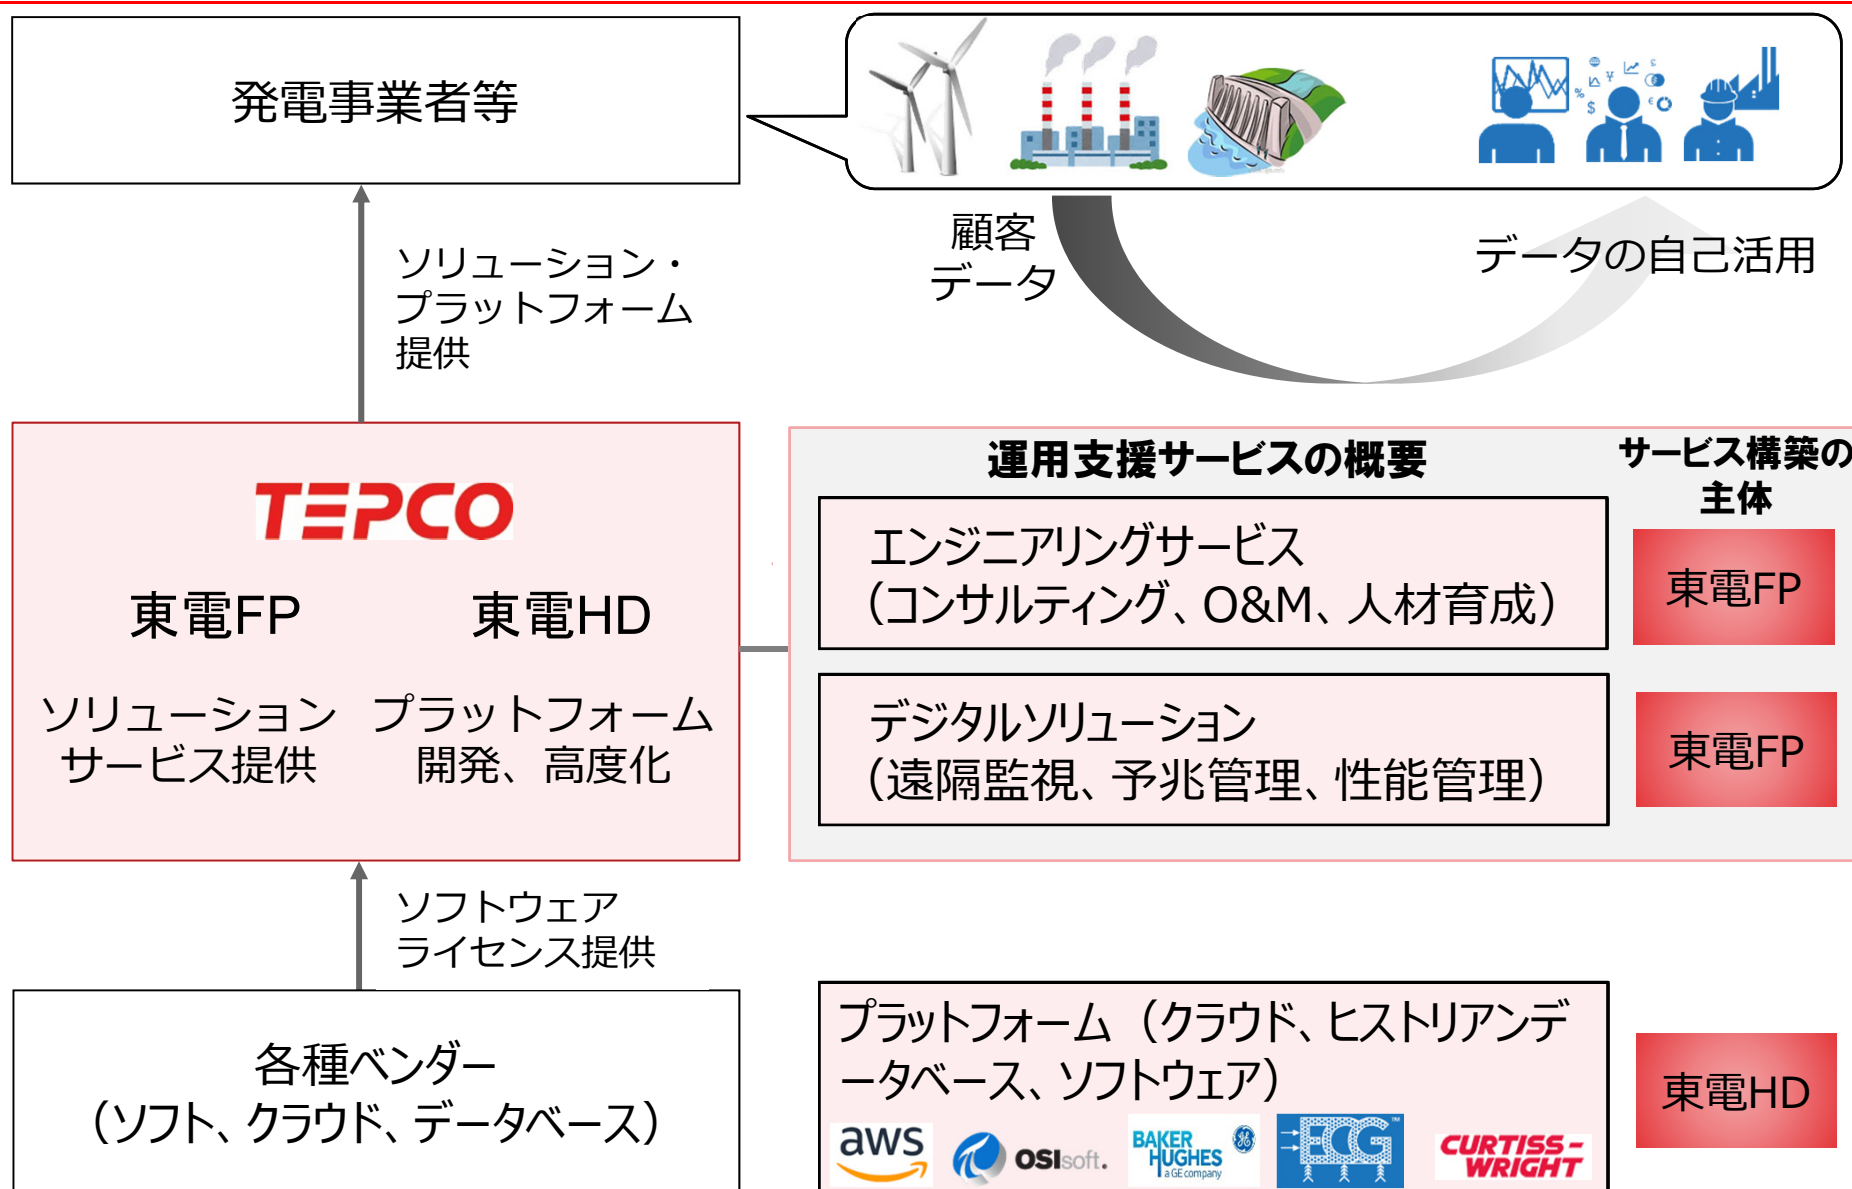 発電事業者等
顧客
データ
データの自己活用
ソリューション・
プラットフォーム
提供
TEPCO
東電FP
東電HD
ソリューション
サービス提供
プラットフォーム
開発、高度化
運用支援サービスの概要
サービス構築の
主体
エンジニアリングサービス
（コンサルティング、O&M、人材育成）
東電FP
デジタルソリューション
（遠隔監視、予兆管理、性能管理）
東電FP
ソフトウェア
ライセンス提供
各種ベンダー
（ソフト、クラウド、データベース）
プラットフォーム（クラウド、ヒストリアンデ
ータベース、ソフトウェア）
東電HD
aws
OSIsoft.
BAKER
HUGHES
a GE company
ECG™
CURTISS-
WRIGHT